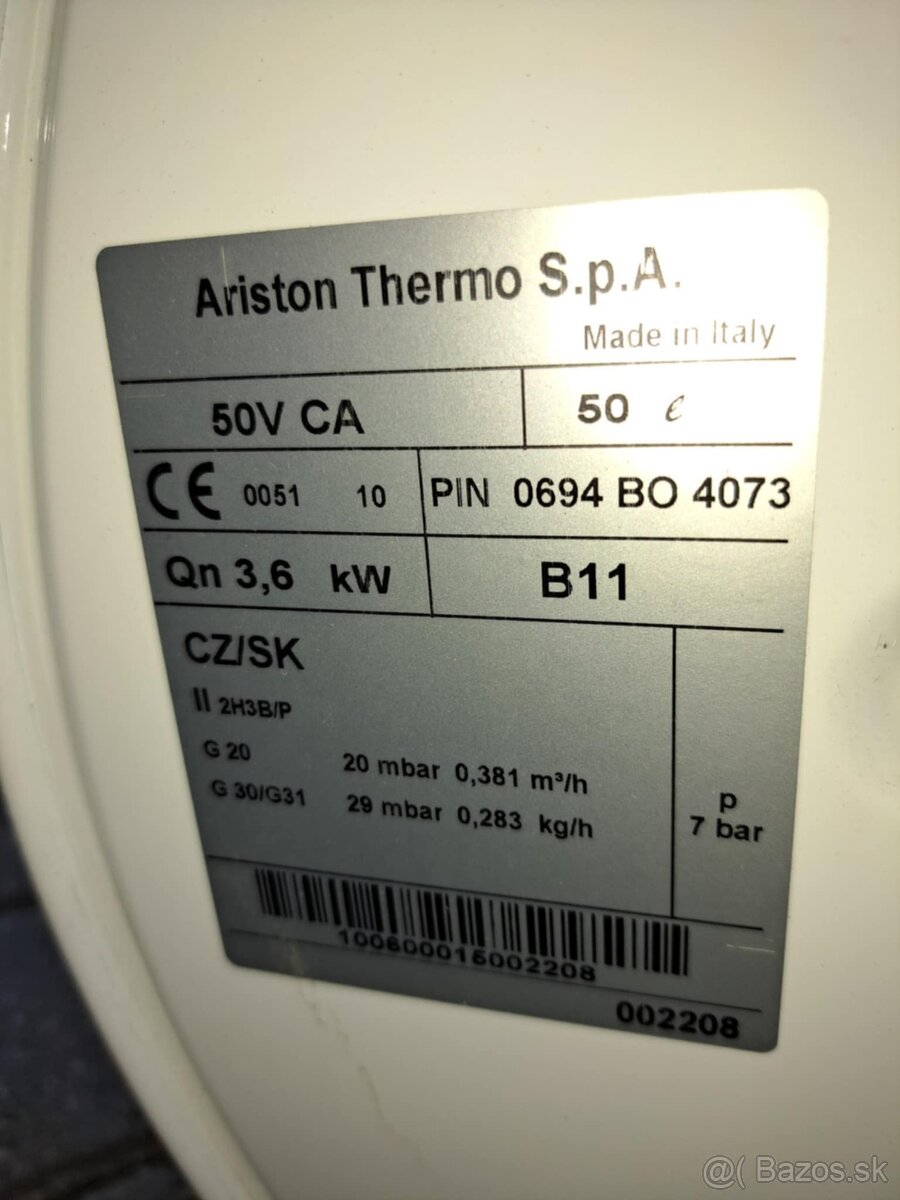 Ariston Thermo S.p.A.
Made in Italy
50V CA
50 ℓ
CE 0051 10
PIN 0694 BO 4073
Qn 3,6 kW
B11
CZ/SK
II 2H3B/P
G 20 20 mbar 0,381 m³/h
G 30/G31 29 mbar 0,283 kg/h
p
7 bar
100600015002208
002208
@( Bazos.sk